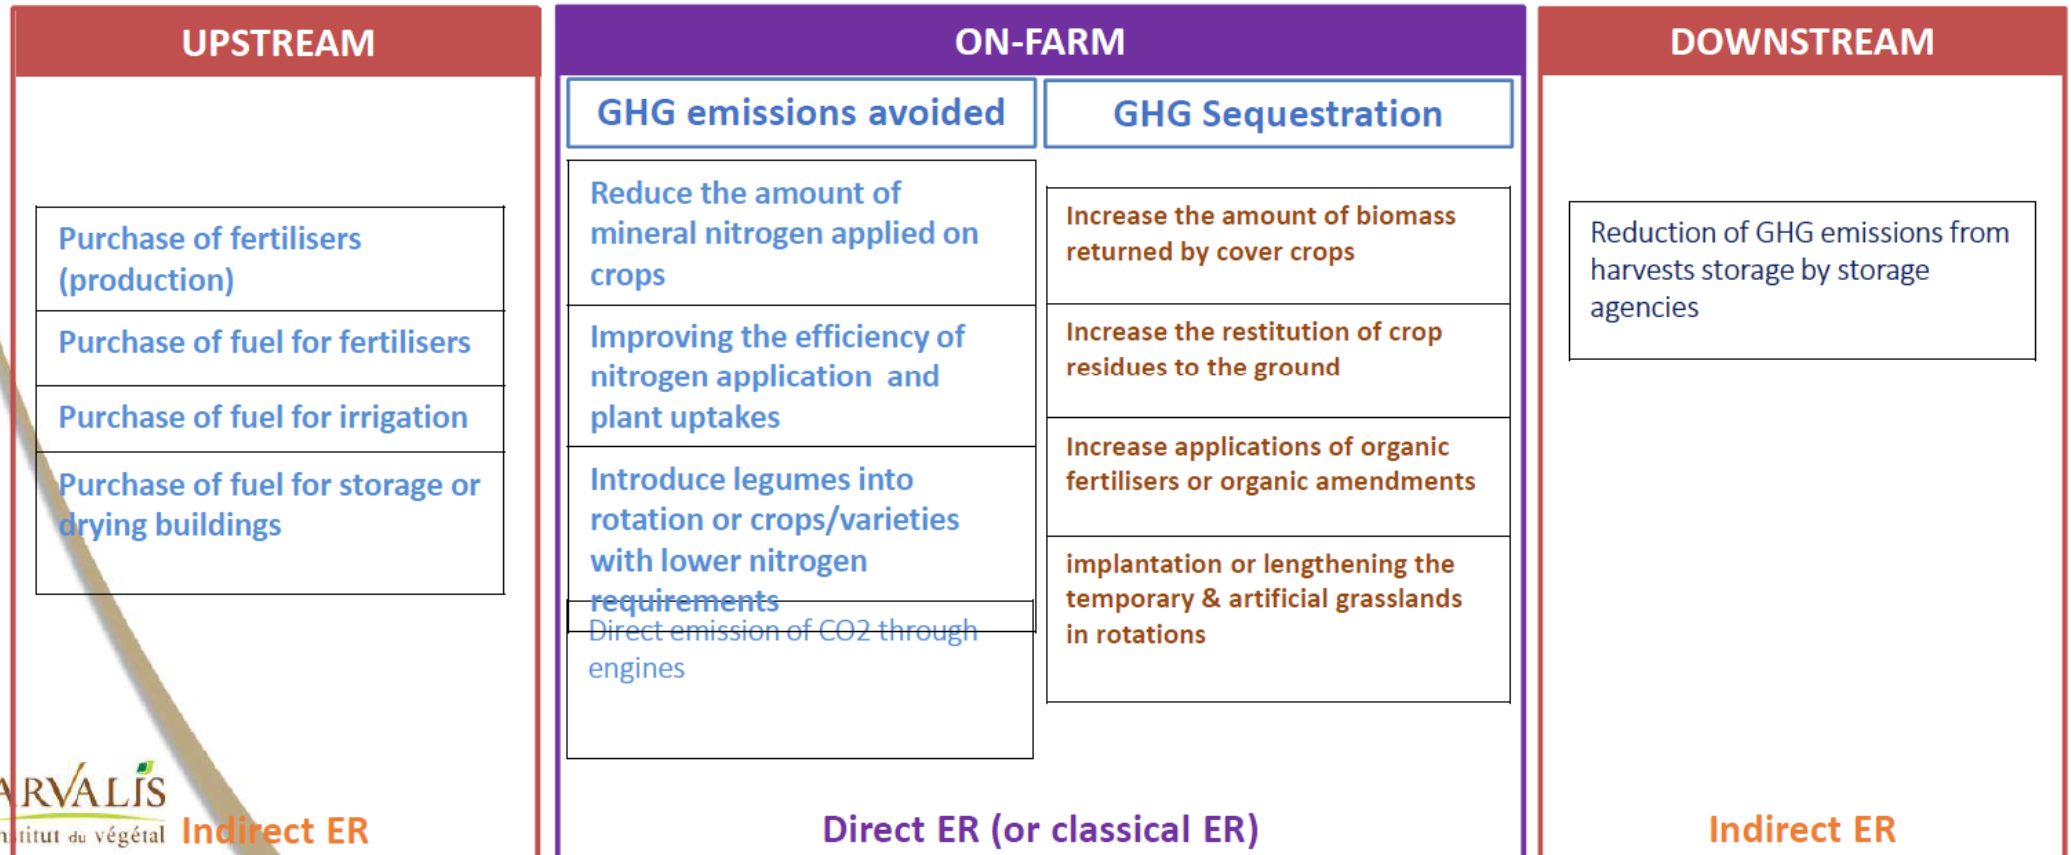 UPSTREAM
Purchase of fertilisers
(production)
Purchase of fuel for fertilisers
Purchase of fuel for irrigation
Purchase of fuel for storage or
drying buildings
Indirect ER
ARVALIS
nstitut du végétal
ON-FARM
GHG emissions avoided
Reduce the amount of
mineral nitrogen applied on
crops
Improving the efficiency of
nitrogen application and
plant uptakes
Introduce legumes into
rotation or crops/varieties
with lower nitrogen
requirements
Direct emission of CO2 through
engines
GHG Sequestration
Increase the amount of biomass
returned by cover crops
Increase the restitution of crop
residues to the ground
Increase applications of organic
fertilisers or organic amendments
implantation or lengthening the
temporary & artificial grasslands
in rotations
Direct ER (or classical ER)
DOWNSTREAM
Reduction of GHG emissions from
harvests storage by storage
agencies
Indirect ER